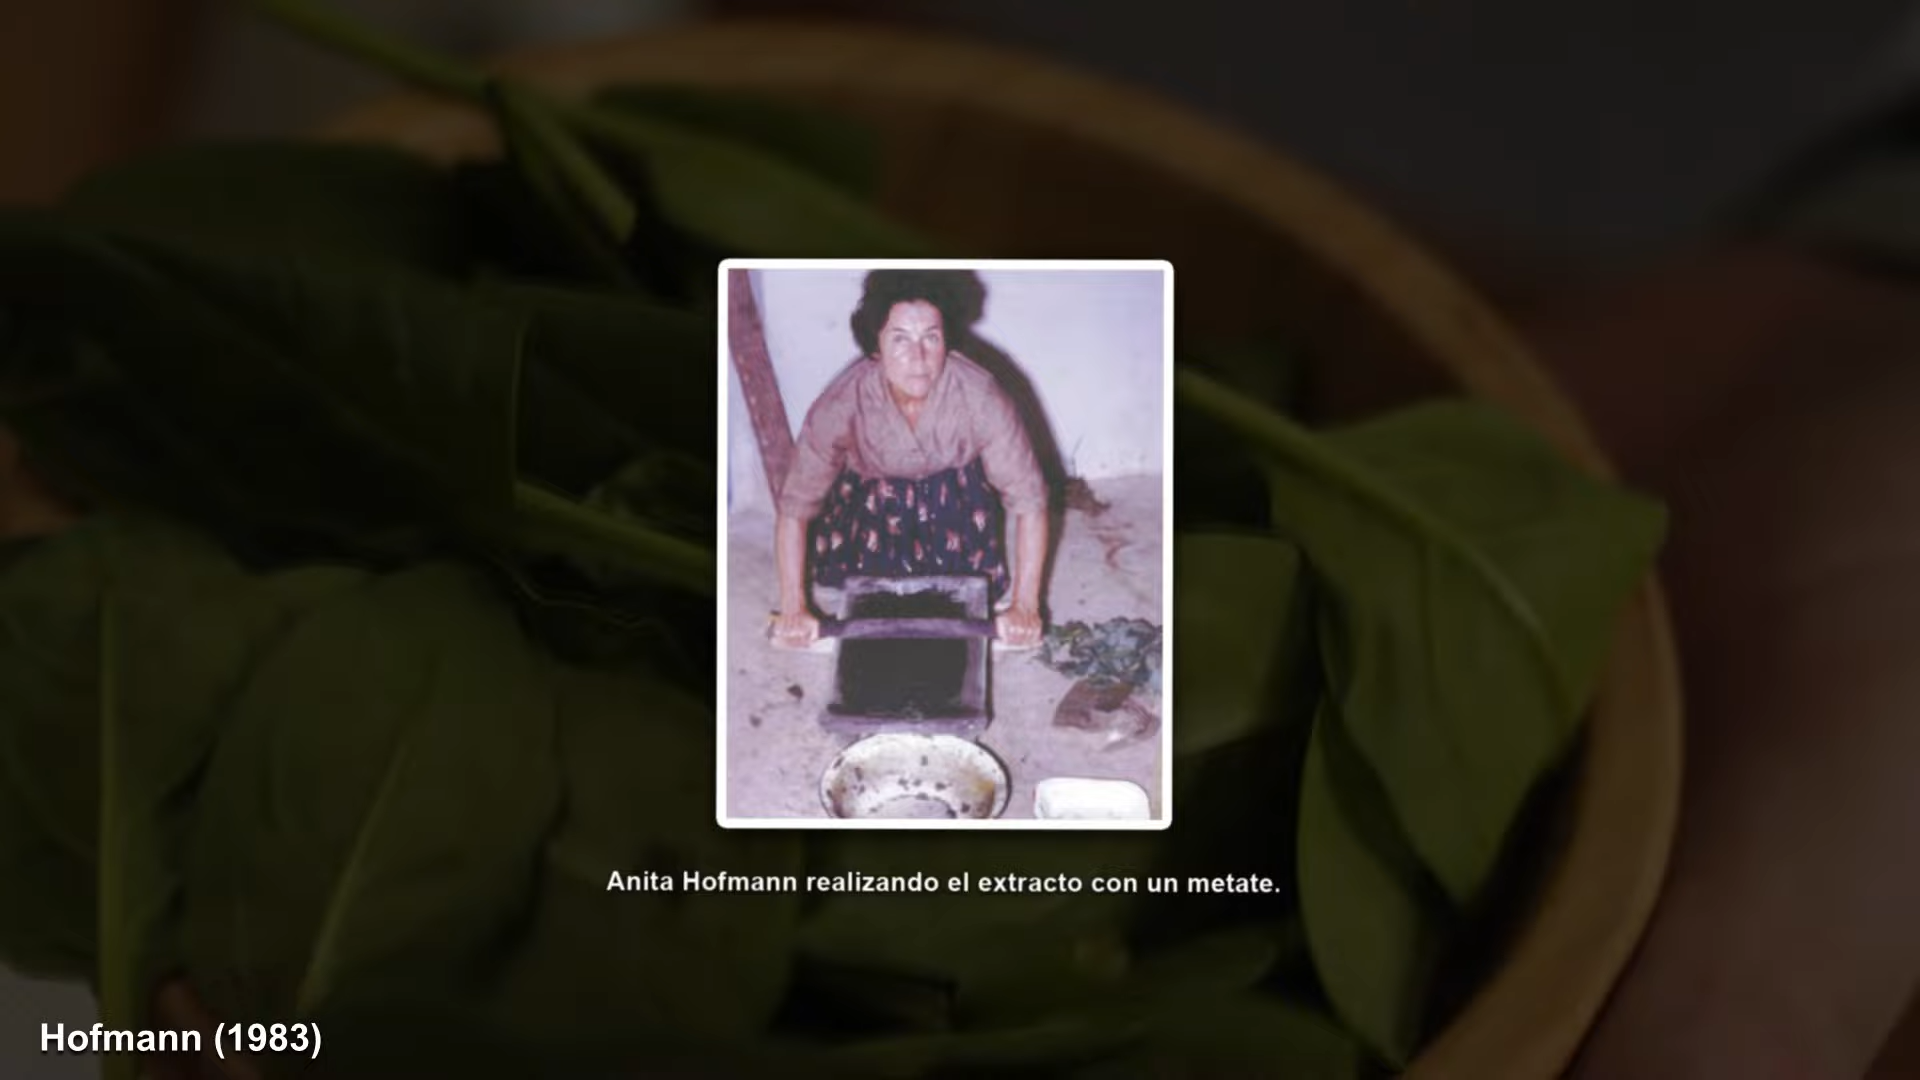 Anita Hofmann realizando el extracto con un metate.
Hofmann (1983)